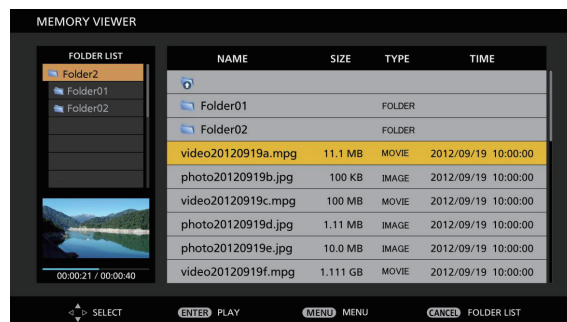 MEMORY VIEWER
FOLDER LIST
Folder2
Folder01
Folder02
00:00:21 / 00:00:40
NAME SIZE TYPE TIME
Folder01 FOLDER
Folder02 FOLDER
video20120919a.mpg 11.1 MB MOVIE 2012/09/19 10:00:00
photo20120919b.jpg 100 KB IMAGE 2012/09/19 10:00:00
video20120919c.mpg 100 MB MOVIE 2012/09/19 10:00:00
photo20120919d.jpg 1.11 MB IMAGE 2012/09/19 10:00:00
photo20120919e.jpg 10.0 MB IMAGE 2012/09/19 10:00:00
video20120919f.mpg 1.111 GB MOVIE 2012/09/19 10:00:00
SELECT ENTER PLAY MENU MENU CANCEL FOLDER LIST